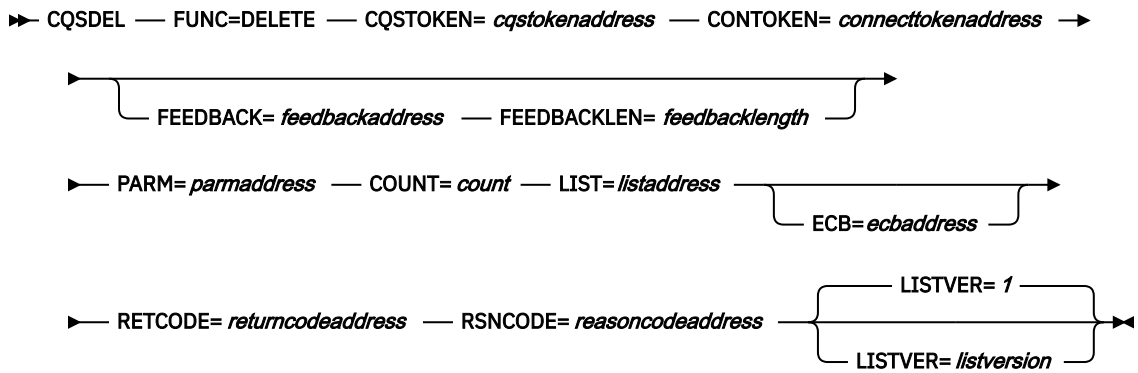 CQSDEL FUNC=DELETE CQSTOKEN= cqstokenaddress CONTOKEN= connecttokenaddress
FEEDBACK= feedbackaddress FEEDBACKLEN= feedbacklength
PARM= parmaddress COUNT= count LIST= listaddress
ECB= ecbaddress
LISTVER= 1
RETCODE= returncodeaddress RSNCODE= reasoncodeaddress
LISTVER= listversion